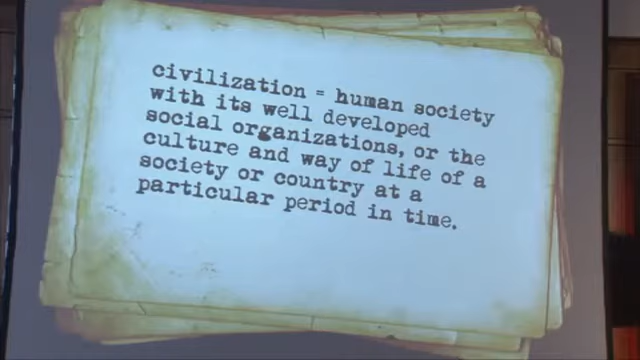 civilization = human society
with its well developed
social organizations, or the
culture and way of life of a
society or country at a
particular period in time.